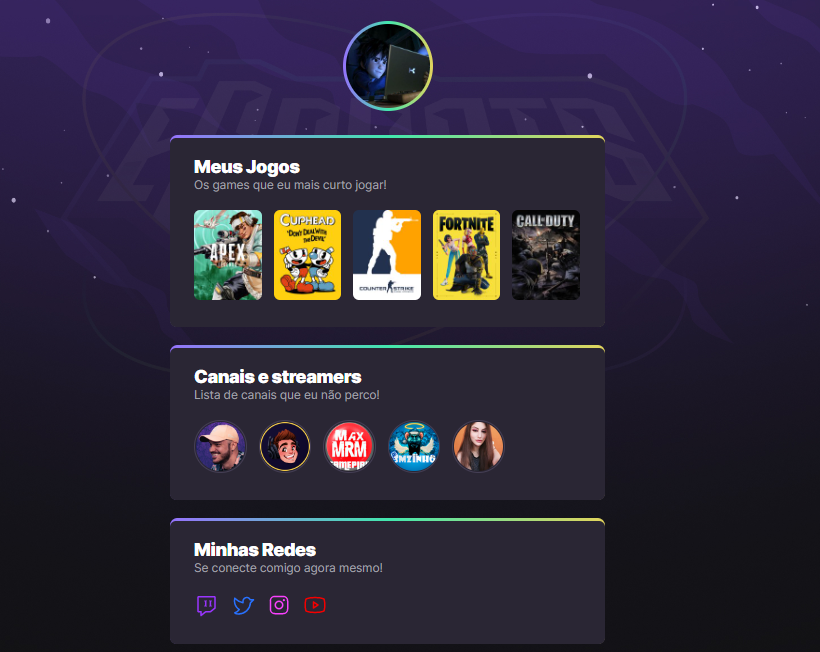 Meus Jogos
Os games que eu mais curto jogar!
APEX
CUPHEAD
"DON'T DEAL WITH
THE DEVIL"
COUNTER STRIKE
FORTNITE
CALL OF DUTY
Canais e streamers
Lista de canais que eu não perco!
MAX
MRM
GAMEPLAY
Minhas Redes
Se conecte comigo agora mesmo!